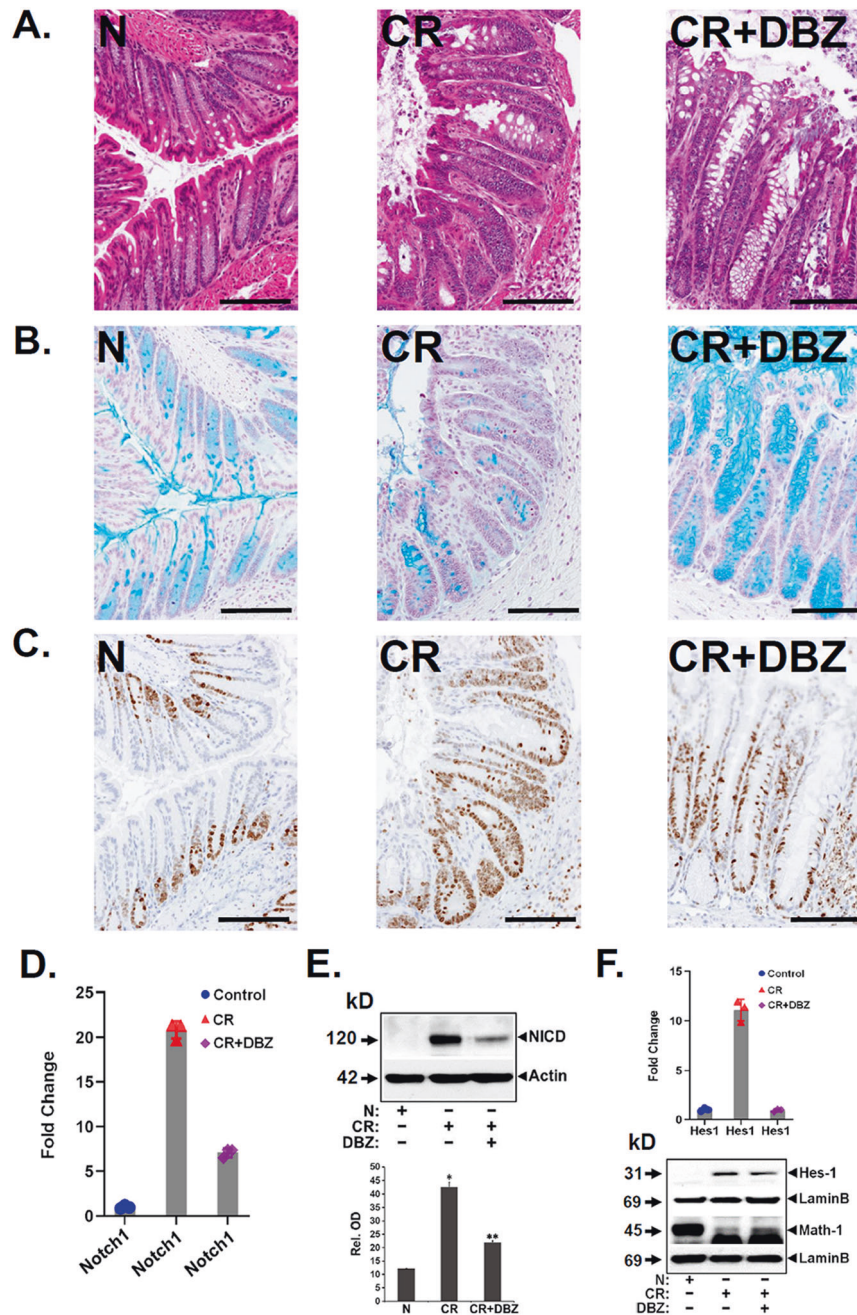 A.
N
CR
CR+DBZ
B.
N
CR
CR+DBZ
C.
N
CR
CR+DBZ
D.
Fold Change
25
20
15
10
5
0
Control
CR
CR+DBZ
Notch1
Notch1
Notch1
E.
kD
120
NICD
42
Actin
N: + – –
CR: – + +
DBZ: – – +
Rel. OD
50
45
40
35
30
25
20
15
10
5
0
*
**
N
CR
CR+DBZ
F.
Fold Change
15
10
5
0
Control
CR
CR+DBZ
Hes1
Hes1
Hes1
kD
31
Hes-1
69
LaminB
45
Math-1
69
LaminB
N: + – –
CR: – + +
DBZ: – – +